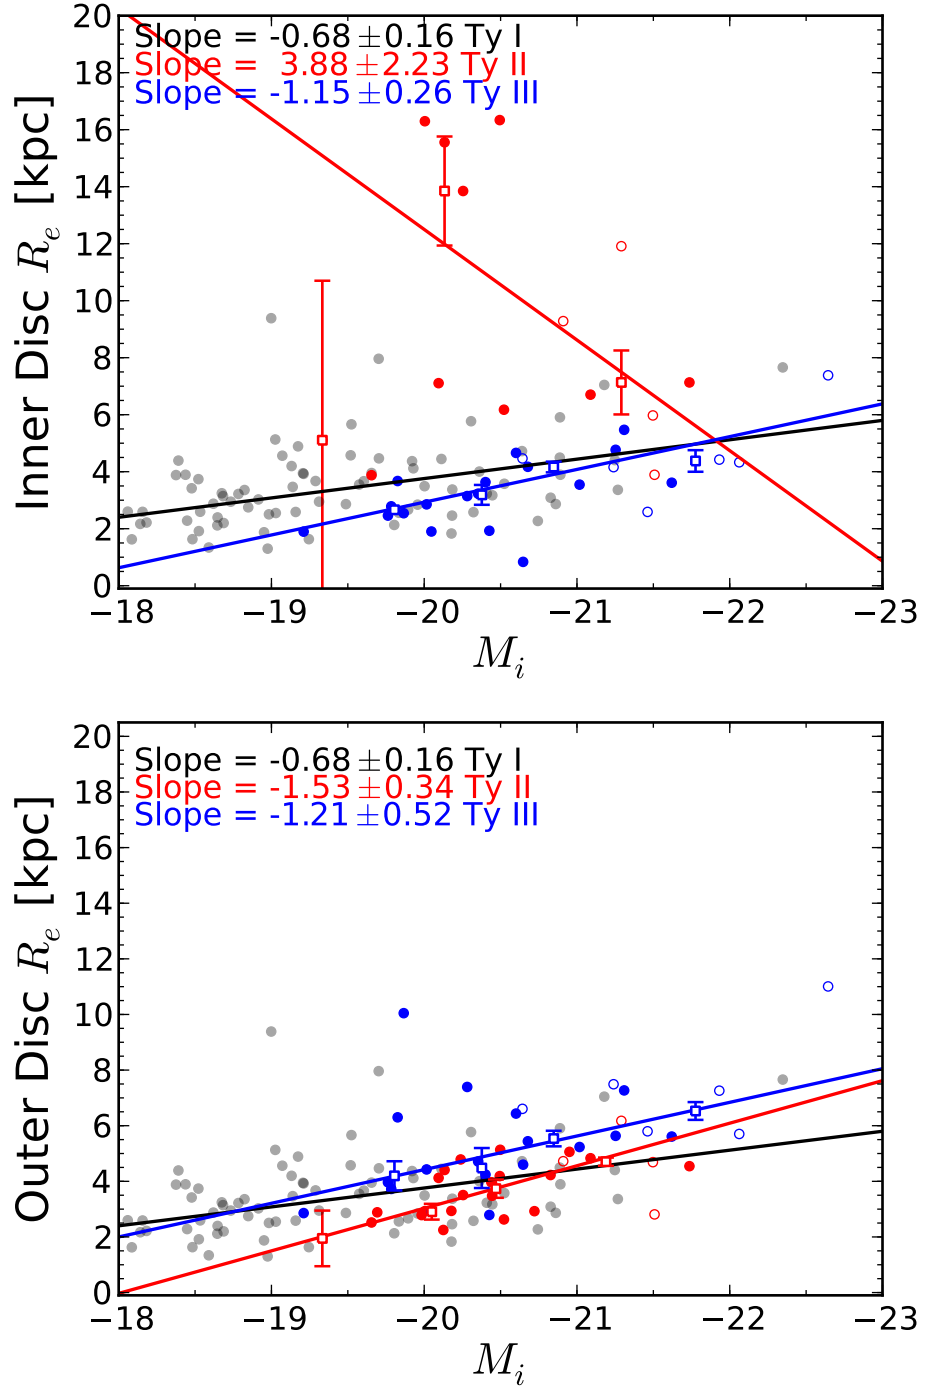 20
18
16
14
12
10
8
6
4
2
0
Inner Disc R_e [kpc]
Slope = -0.68 ±0.16 Ty I
Slope =  3.88±2.23 Ty II
Slope = -1.15±0.26 Ty III
−18 −19 −20 −21 −22 −23
M_i
20
18
16
14
12
10
8
6
4
2
0
Outer Disc R_e [kpc]
Slope = -0.68 ±0.16 Ty I
Slope = -1.53±0.34 Ty II
Slope = -1.21±0.52 Ty III
−18 −19 −20 −21 −22 −23
M_i